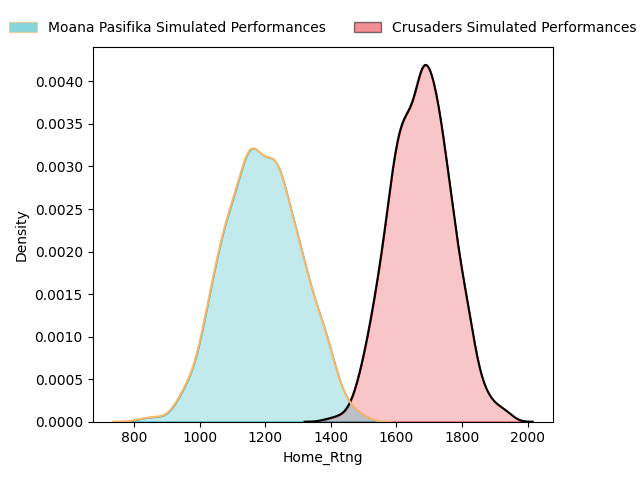 Moana Pasifika Simulated Performances Crusaders Simulated Performances
0.0040
0.0035
0.0030
0.0025
0.0020
0.0015
0.0010
0.0005
0.0000
Density
800 1000 1200 1400 1600 1800 2000
Home_Rtng